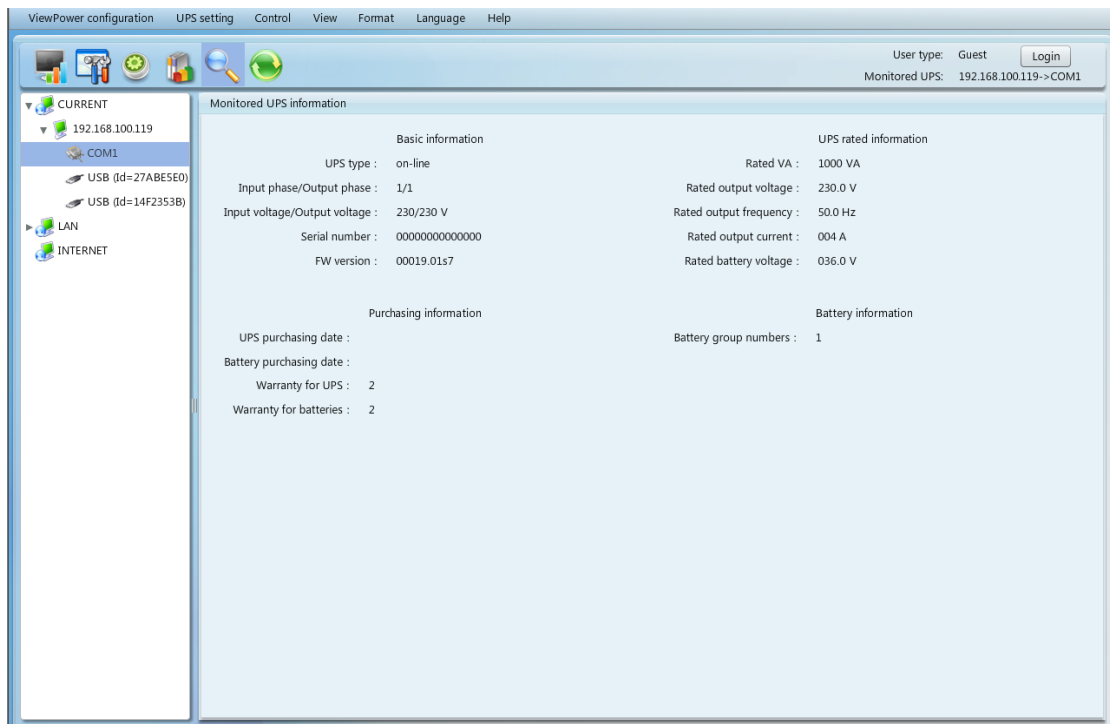 ViewPower configuration UPS setting Control View Format Language Help
User type: Guest Login
Monitored UPS: 192.168.100.119->COM1
CURRENT
192.168.100.119
COM1
USB (Id=27ABE5E0)
USB (Id=14F2353B)
LAN
INTERNET
Monitored UPS information
Basic information
UPS type : on-line
Input phase/Output phase : 1/1
Input voltage/Output voltage : 230/230 V
Serial number : 00000000000000
FW version : 00019.01s7
UPS rated information
Rated VA : 1000 VA
Rated output voltage : 230.0 V
Rated output frequency : 50.0 Hz
Rated output current : 004 A
Rated battery voltage : 036.0 V
Purchasing information
UPS purchasing date :
Battery purchasing date :
Warranty for UPS : 2
Warranty for batteries : 2
Battery information
Battery group numbers : 1